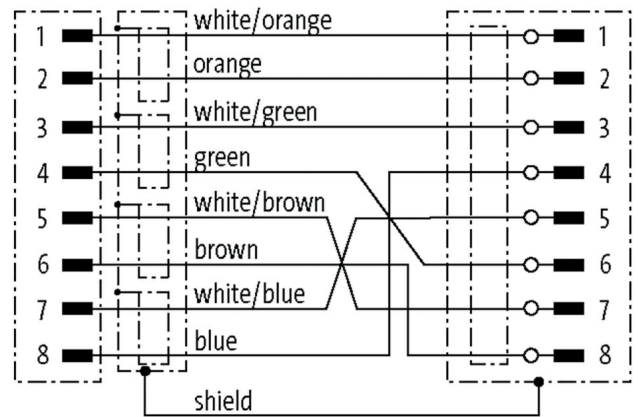 1 white/orange 1
2 orange 2
3 white/green 3
4 green 4
5 white/brown 5
6 brown 6
7 white/blue 7
8 blue 8
shield